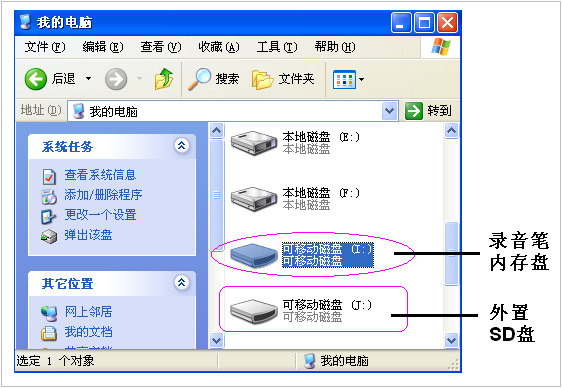 我的电脑
文件(F) 编辑(E) 查看(V) 收藏(A) 工具(T) 帮助(H)
后退 搜索 文件夹
地址(D) 我的电脑 转到
系统任务
查看系统信息
添加/删除程序
更改一个设置
弹出该盘
其它位置
网上邻居
我的文档
本地磁盘 (E:)
本地磁盘
本地磁盘 (F:)
本地磁盘
可移动磁盘 (I:)
可移动磁盘
可移动磁盘 (J:)
可移动磁盘
录音笔
内存盘
外置
SD盘
选定 1 个对象 我的电脑